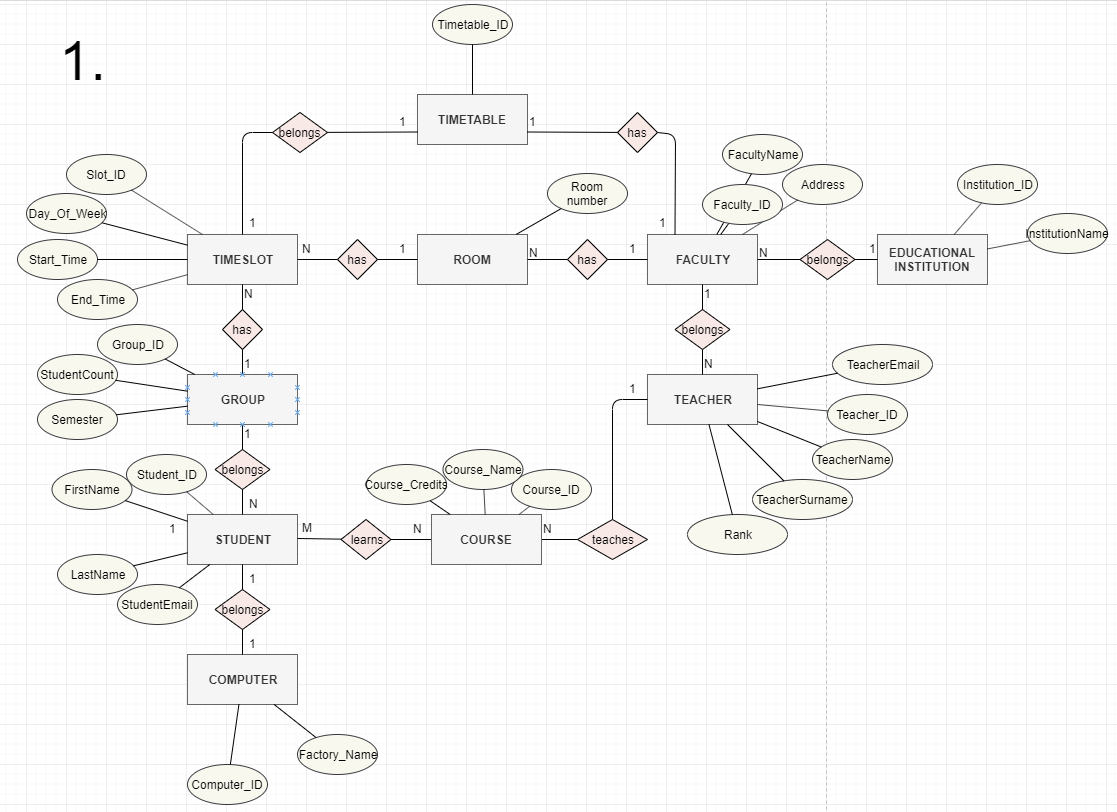 1.
Timetable_ID
TIMETABLE
belongs
1
1
has
Slot_ID
Day_Of_Week
Start_Time
End_Time
1
TIMESLOT
N
has
1
Room
number
ROOM
N
has
1
1
FacultyName
Faculty_ID
Address
FACULTY
N
belongs
1
Institution_ID
InstitutionName
EDUCATIONAL
INSTITUTION
N
has
1
Group_ID
StudentCount
Semester
GROUP
1
belongs
N
1
belongs
N
1
TEACHER
TeacherEmail
Teacher_ID
TeacherName
TeacherSurname
Rank
Student_ID
FirstName
1
LastName
StudentEmail
STUDENT
M
learns
N
Course_Credits
Course_Name
Course_ID
COURSE
N
teaches
1
belongs
1
COMPUTER
Factory_Name
Computer_ID